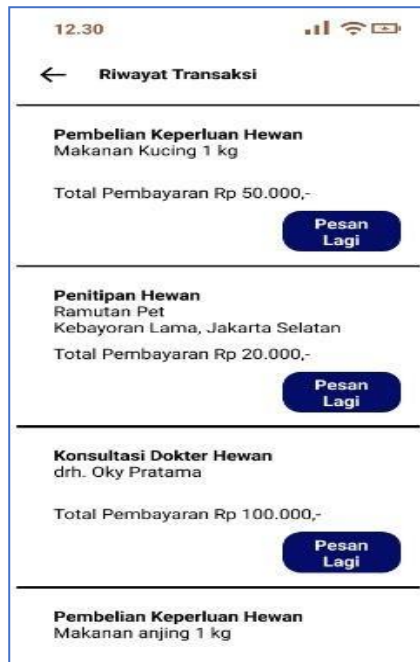 12.30
Riwayat Transaksi
Pembelian Keperluan Hewan
Makanan Kucing 1 kg
Total Pembayaran Rp 50.000,-
Pesan
Lagi
Penitipan Hewan
Ramutan Pet
Kebayoran Lama, Jakarta Selatan
Total Pembayaran Rp 20.000,-
Pesan
Lagi
Konsultasi Dokter Hewan
drh. Oky Pratama
Total Pembayaran Rp 100.000,-
Pesan
Lagi
Pembelian Keperluan Hewan
Makanan anjing 1 kg